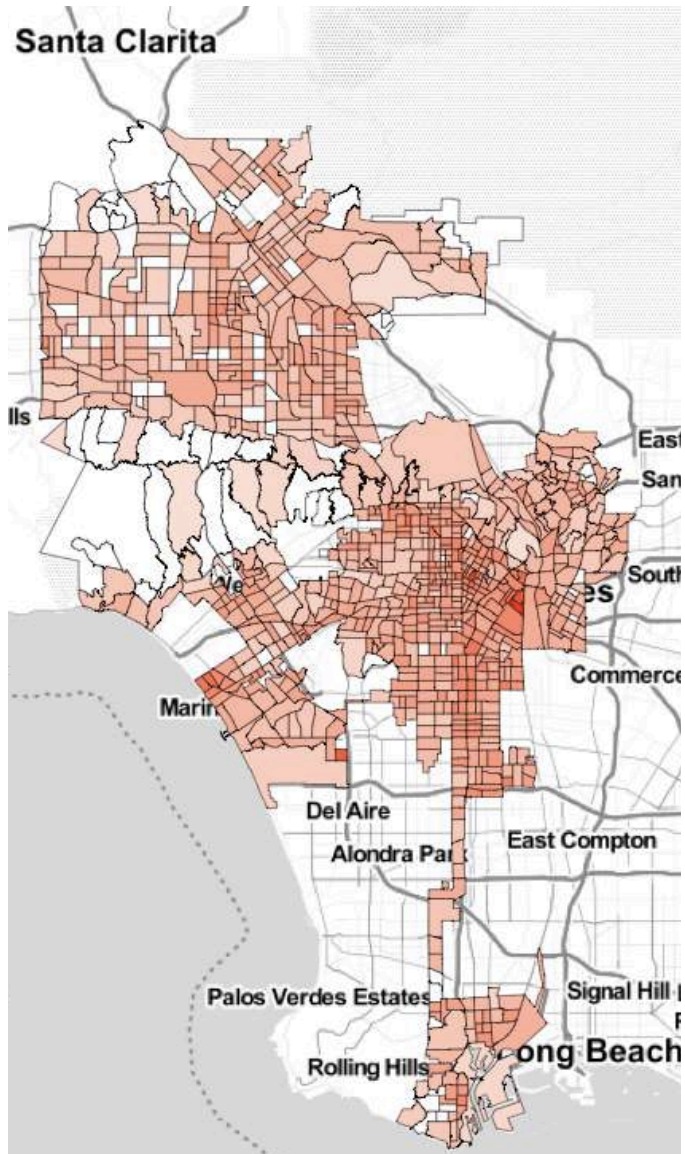 Santa Clarita
lls
East
San
South
es
Commerce
Marin
Del Aire
East Compton
Alondra Park
Signal Hill
Palos Verdes Estates
Rolling Hills
ong Beach